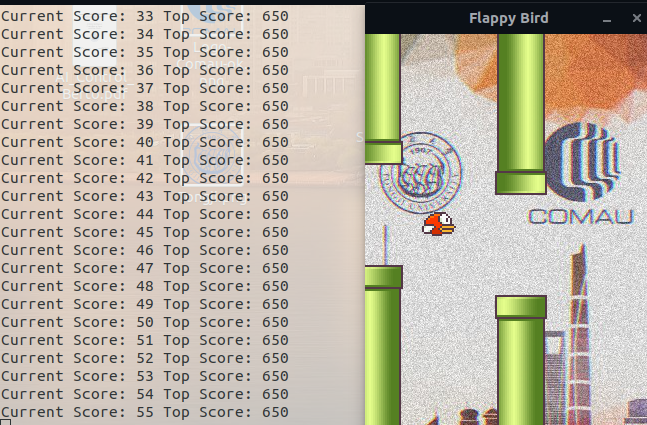 Current Score: 33 Top Score: 650
Current Score: 34 Top Score: 650
Current Score: 35 Top Score: 650
Current Score: 36 Top Score: 650
Current Score: 37 Top Score: 650
Current Score: 38 Top Score: 650
Current Score: 39 Top Score: 650
Current Score: 40 Top Score: 650
Current Score: 41 Top Score: 650
Current Score: 42 Top Score: 650
Current Score: 43 Top Score: 650
Current Score: 44 Top Score: 650
Current Score: 45 Top Score: 650
Current Score: 46 Top Score: 650
Current Score: 47 Top Score: 650
Current Score: 48 Top Score: 650
Current Score: 49 Top Score: 650
Current Score: 50 Top Score: 650
Current Score: 51 Top Score: 650
Current Score: 52 Top Score: 650
Current Score: 53 Top Score: 650
Current Score: 54 Top Score: 650
Current Score: 55 Top Score: 650
Flappy Bird
1907
TONGJI UNIVERSITY
COMAU